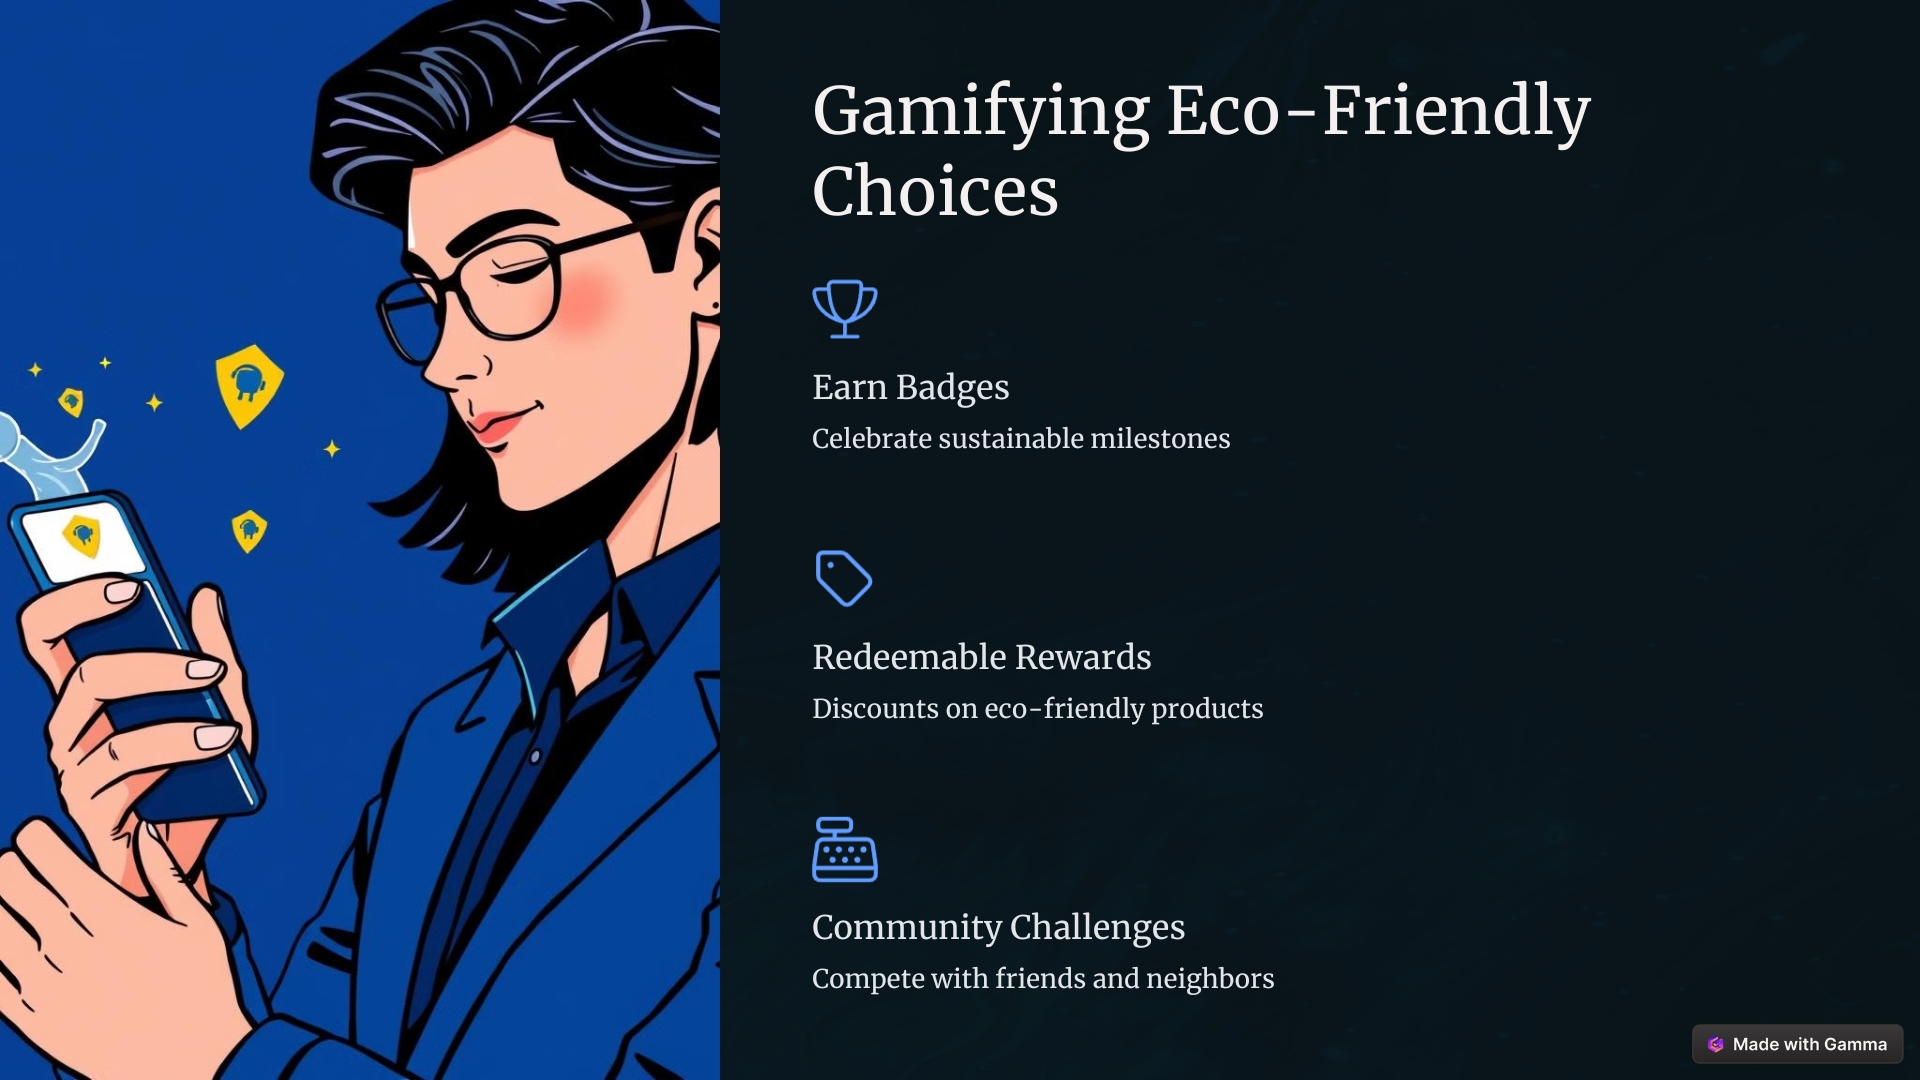 Gamifying Eco-Friendly
Choices
Earn Badges
Celebrate sustainable milestones
Redeemable Rewards
Discounts on eco-friendly products
Community Challenges
Compete with friends and neighbors
Made with Gamma